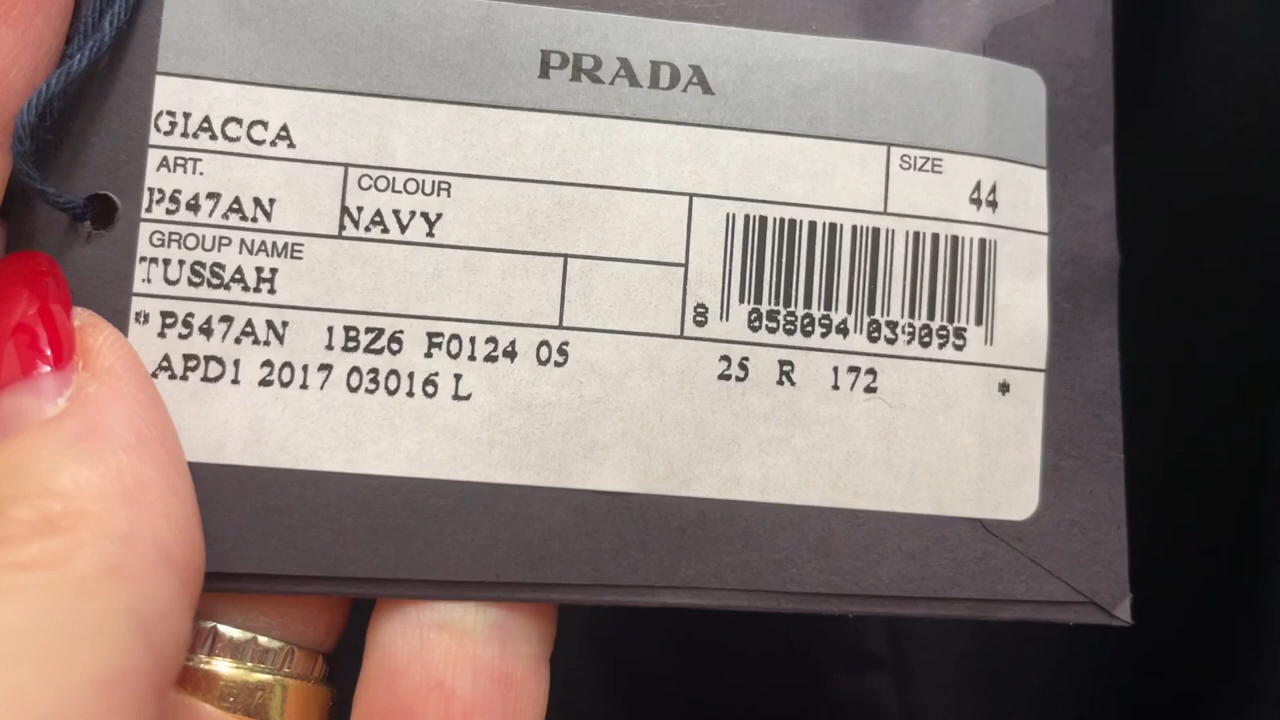 PRADA
GIACCA
SIZE
44
ART.
P547AN
COLOUR
NAVY
GROUP NAME
TUSSAH
8 058094 039095
* P547AN 1BZ6 F0124 05
25 R 172 *
APD1 2017 03016 L